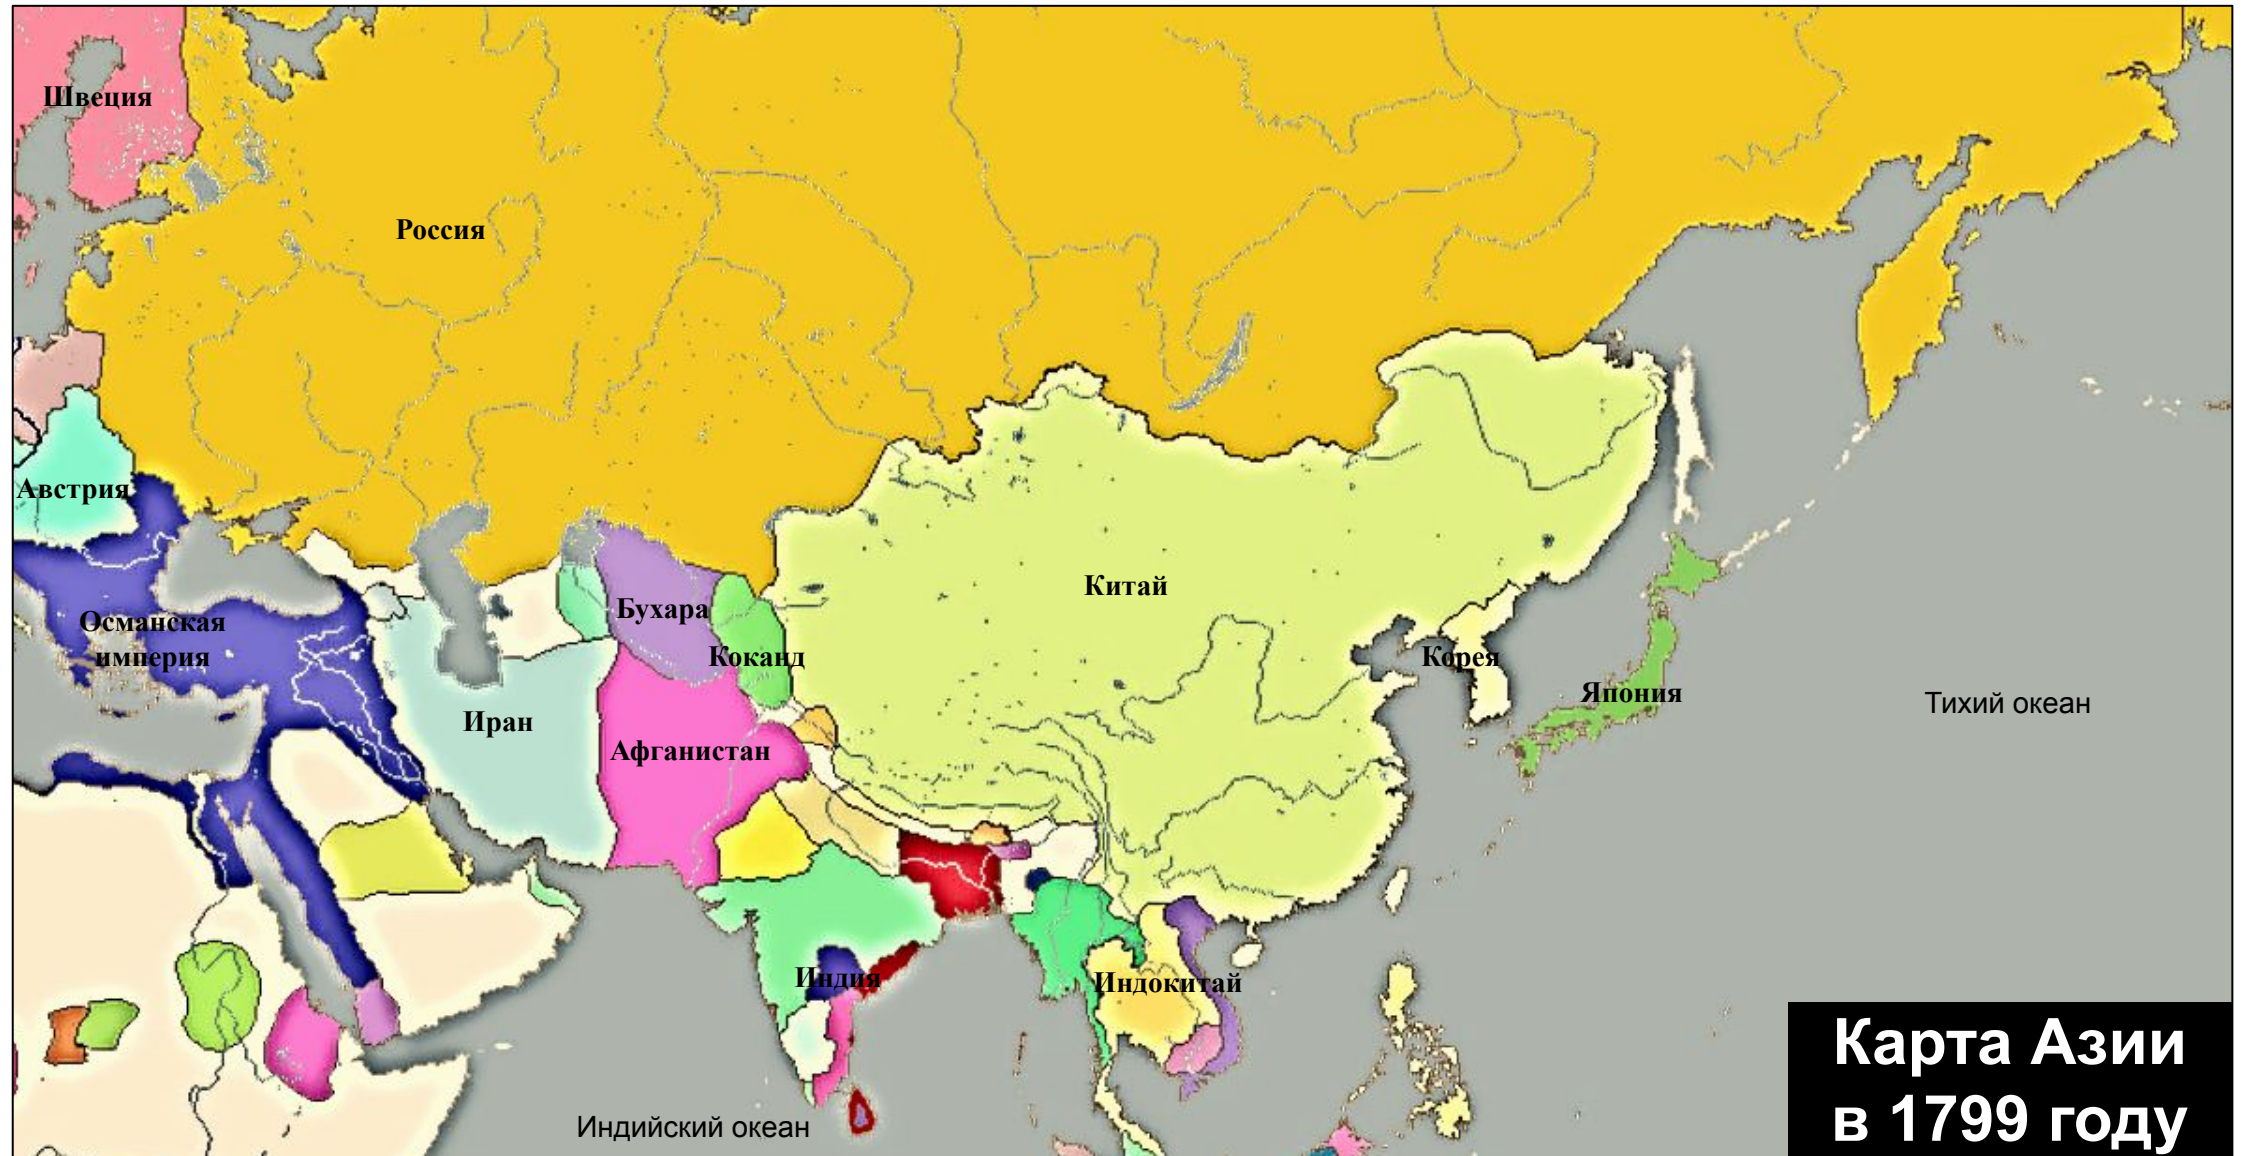 Швеция
Россия
Австрия
Османская
империя
Бухара
Коканд
Китай
Корея
Япония
Иран
Афганистан
Тихий океан
Индия
Индокитай
Индийский океан
Карта Азии
в 1799 году